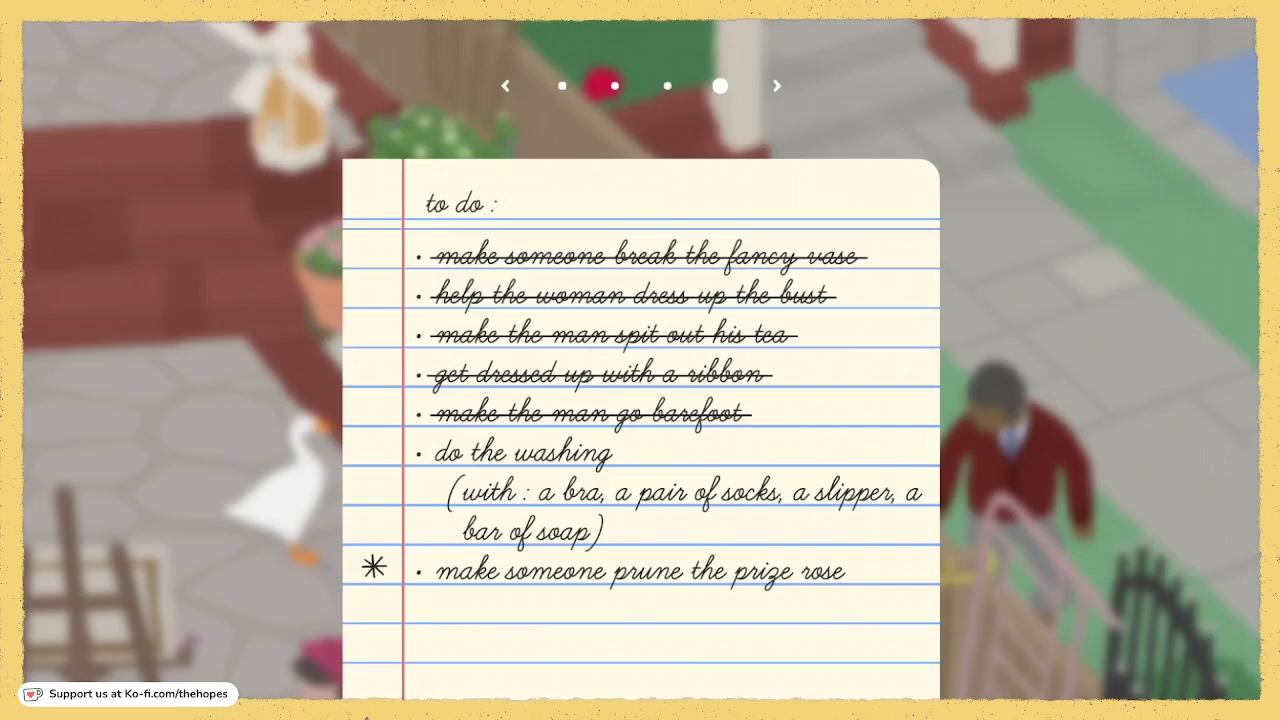 to do :
• make someone break the fancy vase
• help the woman dress up the bust
• make the man spit out his tea
• get dressed up with a ribbon
• make the man go barefoot
• do the washing
(with : a bra, a pair of socks, a slipper, a
bar of soap)
• make someone prune the prize rose
Support us at Ko-fi.com/thehopes